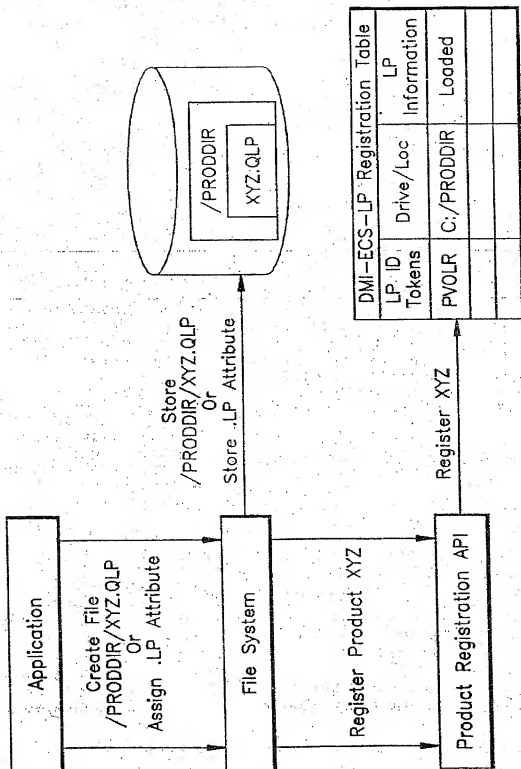 Application
Create File
/PRODDIR/XYZ.QLP
Or
Assign .LP Attribute
File System
Store
/PRODDIR/XYZ.QLP
Or
Store .LP Attribute
/PRODDIR
XYZ.QLP
Register Product XYZ
Product Registration API
Register XYZ
DMI-ECS-LP Registration Table
LP ID Tokens
Drive/Loc
LP Information
PVOLR
C:/PRODDIR
Loaded